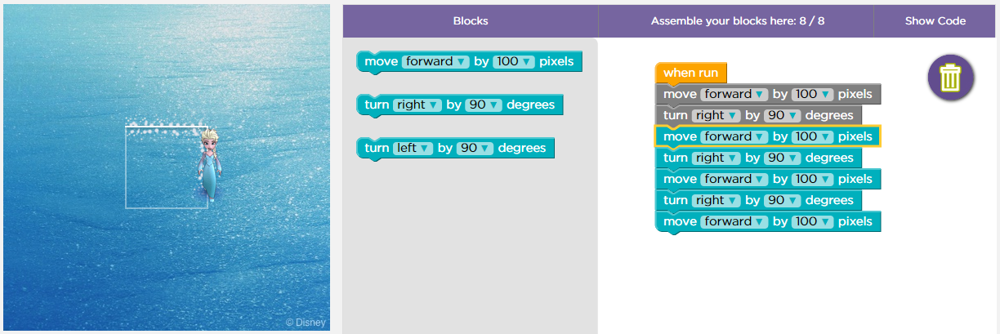 Blocks
Assemble your blocks here: 8 / 8
Show Code
move forward ▼ by 100 ▼ pixels
turn right ▼ by 90 ▼ degrees
turn left ▼ by 90 ▼ degrees
when run
move forward ▼ by 100 ▼ pixels
turn right ▼ by 90 ▼ degrees
move forward ▼ by 100 ▼ pixels
turn right ▼ by 90 ▼ degrees
move forward ▼ by 100 ▼ pixels
turn right ▼ by 90 ▼ degrees
move forward ▼ by 100 ▼ pixels
© Disney